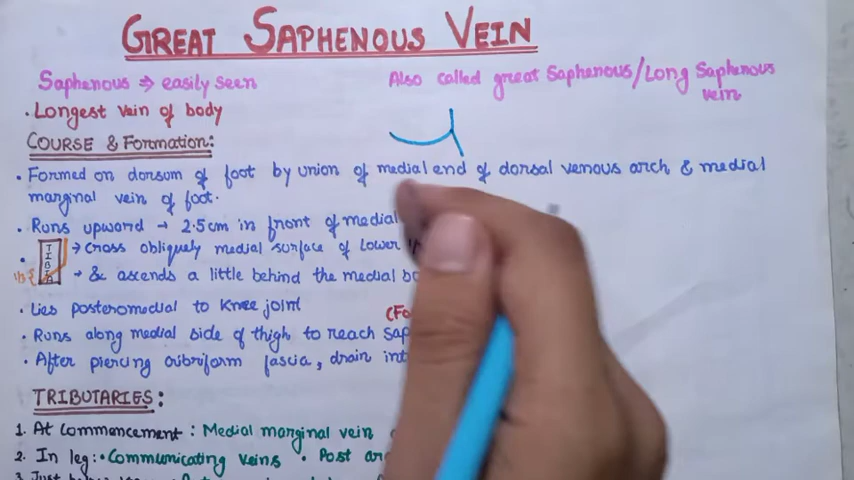 GREAT SAPHENOUS VEIN
Saphenous → easily seen
Also called great Saphenous/Long Saphenous vein
. Longest vein of body
COURSE & Formation:
. Formed on dorsum of foot by union of medial end of dorsal venous arch & medial
marginal vein of foot.
. Runs upward → 2.5cm in front of medial
TIBIA
1/3
→ Cross obliquely medial surface of Lower
→ & ascends a little behind the medial
. Lies posteromedial to Knee joint
. Runs along medial side of thigh to reach
. After piercing cribriform fascia, drain
TRIBUTARIES:
1. At Commencement : Medial marginal vein
2. In leg: • Communicating veins • Post
3. Just